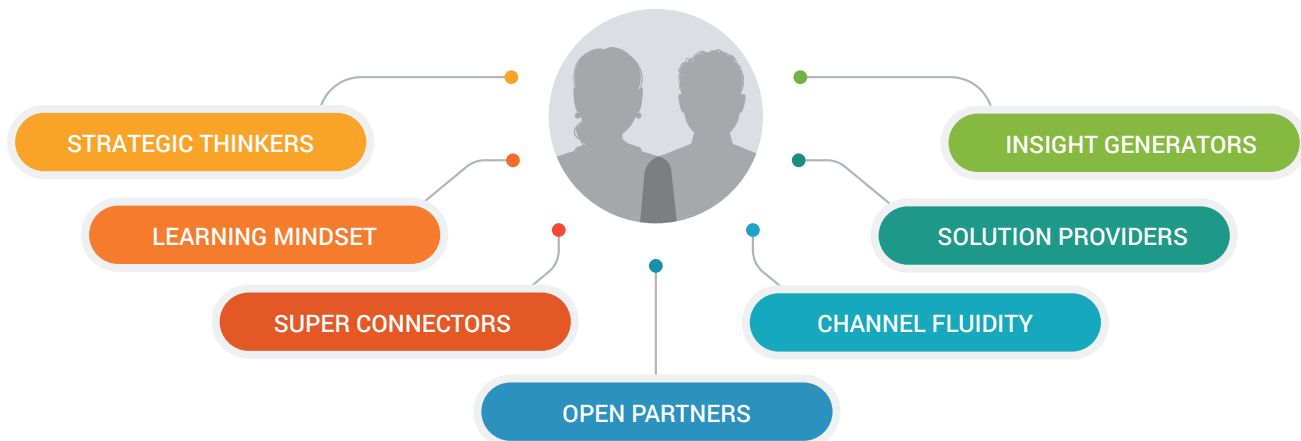 STRATEGIC THINKERS
INSIGHT GENERATORS
LEARNING MINDSET
SOLUTION PROVIDERS
SUPER CONNECTORS
CHANNEL FLUIDITY
OPEN PARTNERS